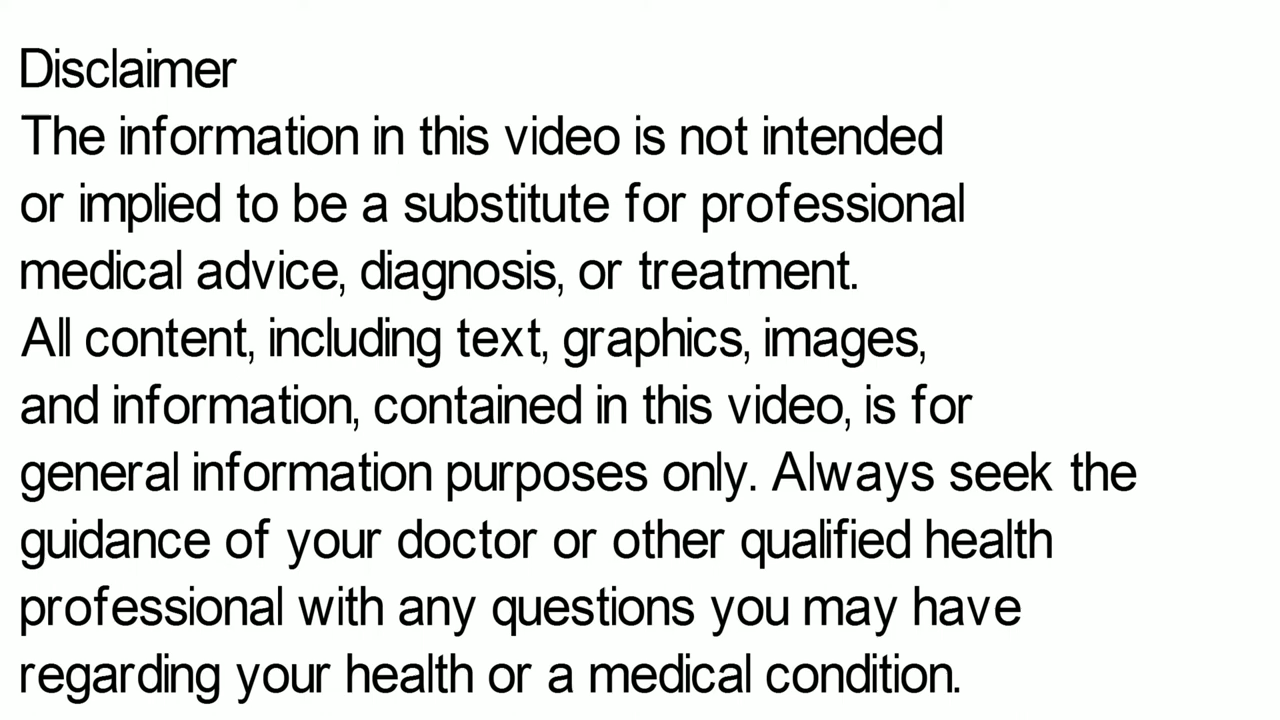 Disclaimer
The information in this video is not intended
or implied to be a substitute for professional
medical advice, diagnosis, or treatment.
All content, including text, graphics, images,
and information, contained in this video, is for
general information purposes only. Always seek the
guidance of your doctor or other qualified health
professional with any questions you may have
regarding your health or a medical condition.